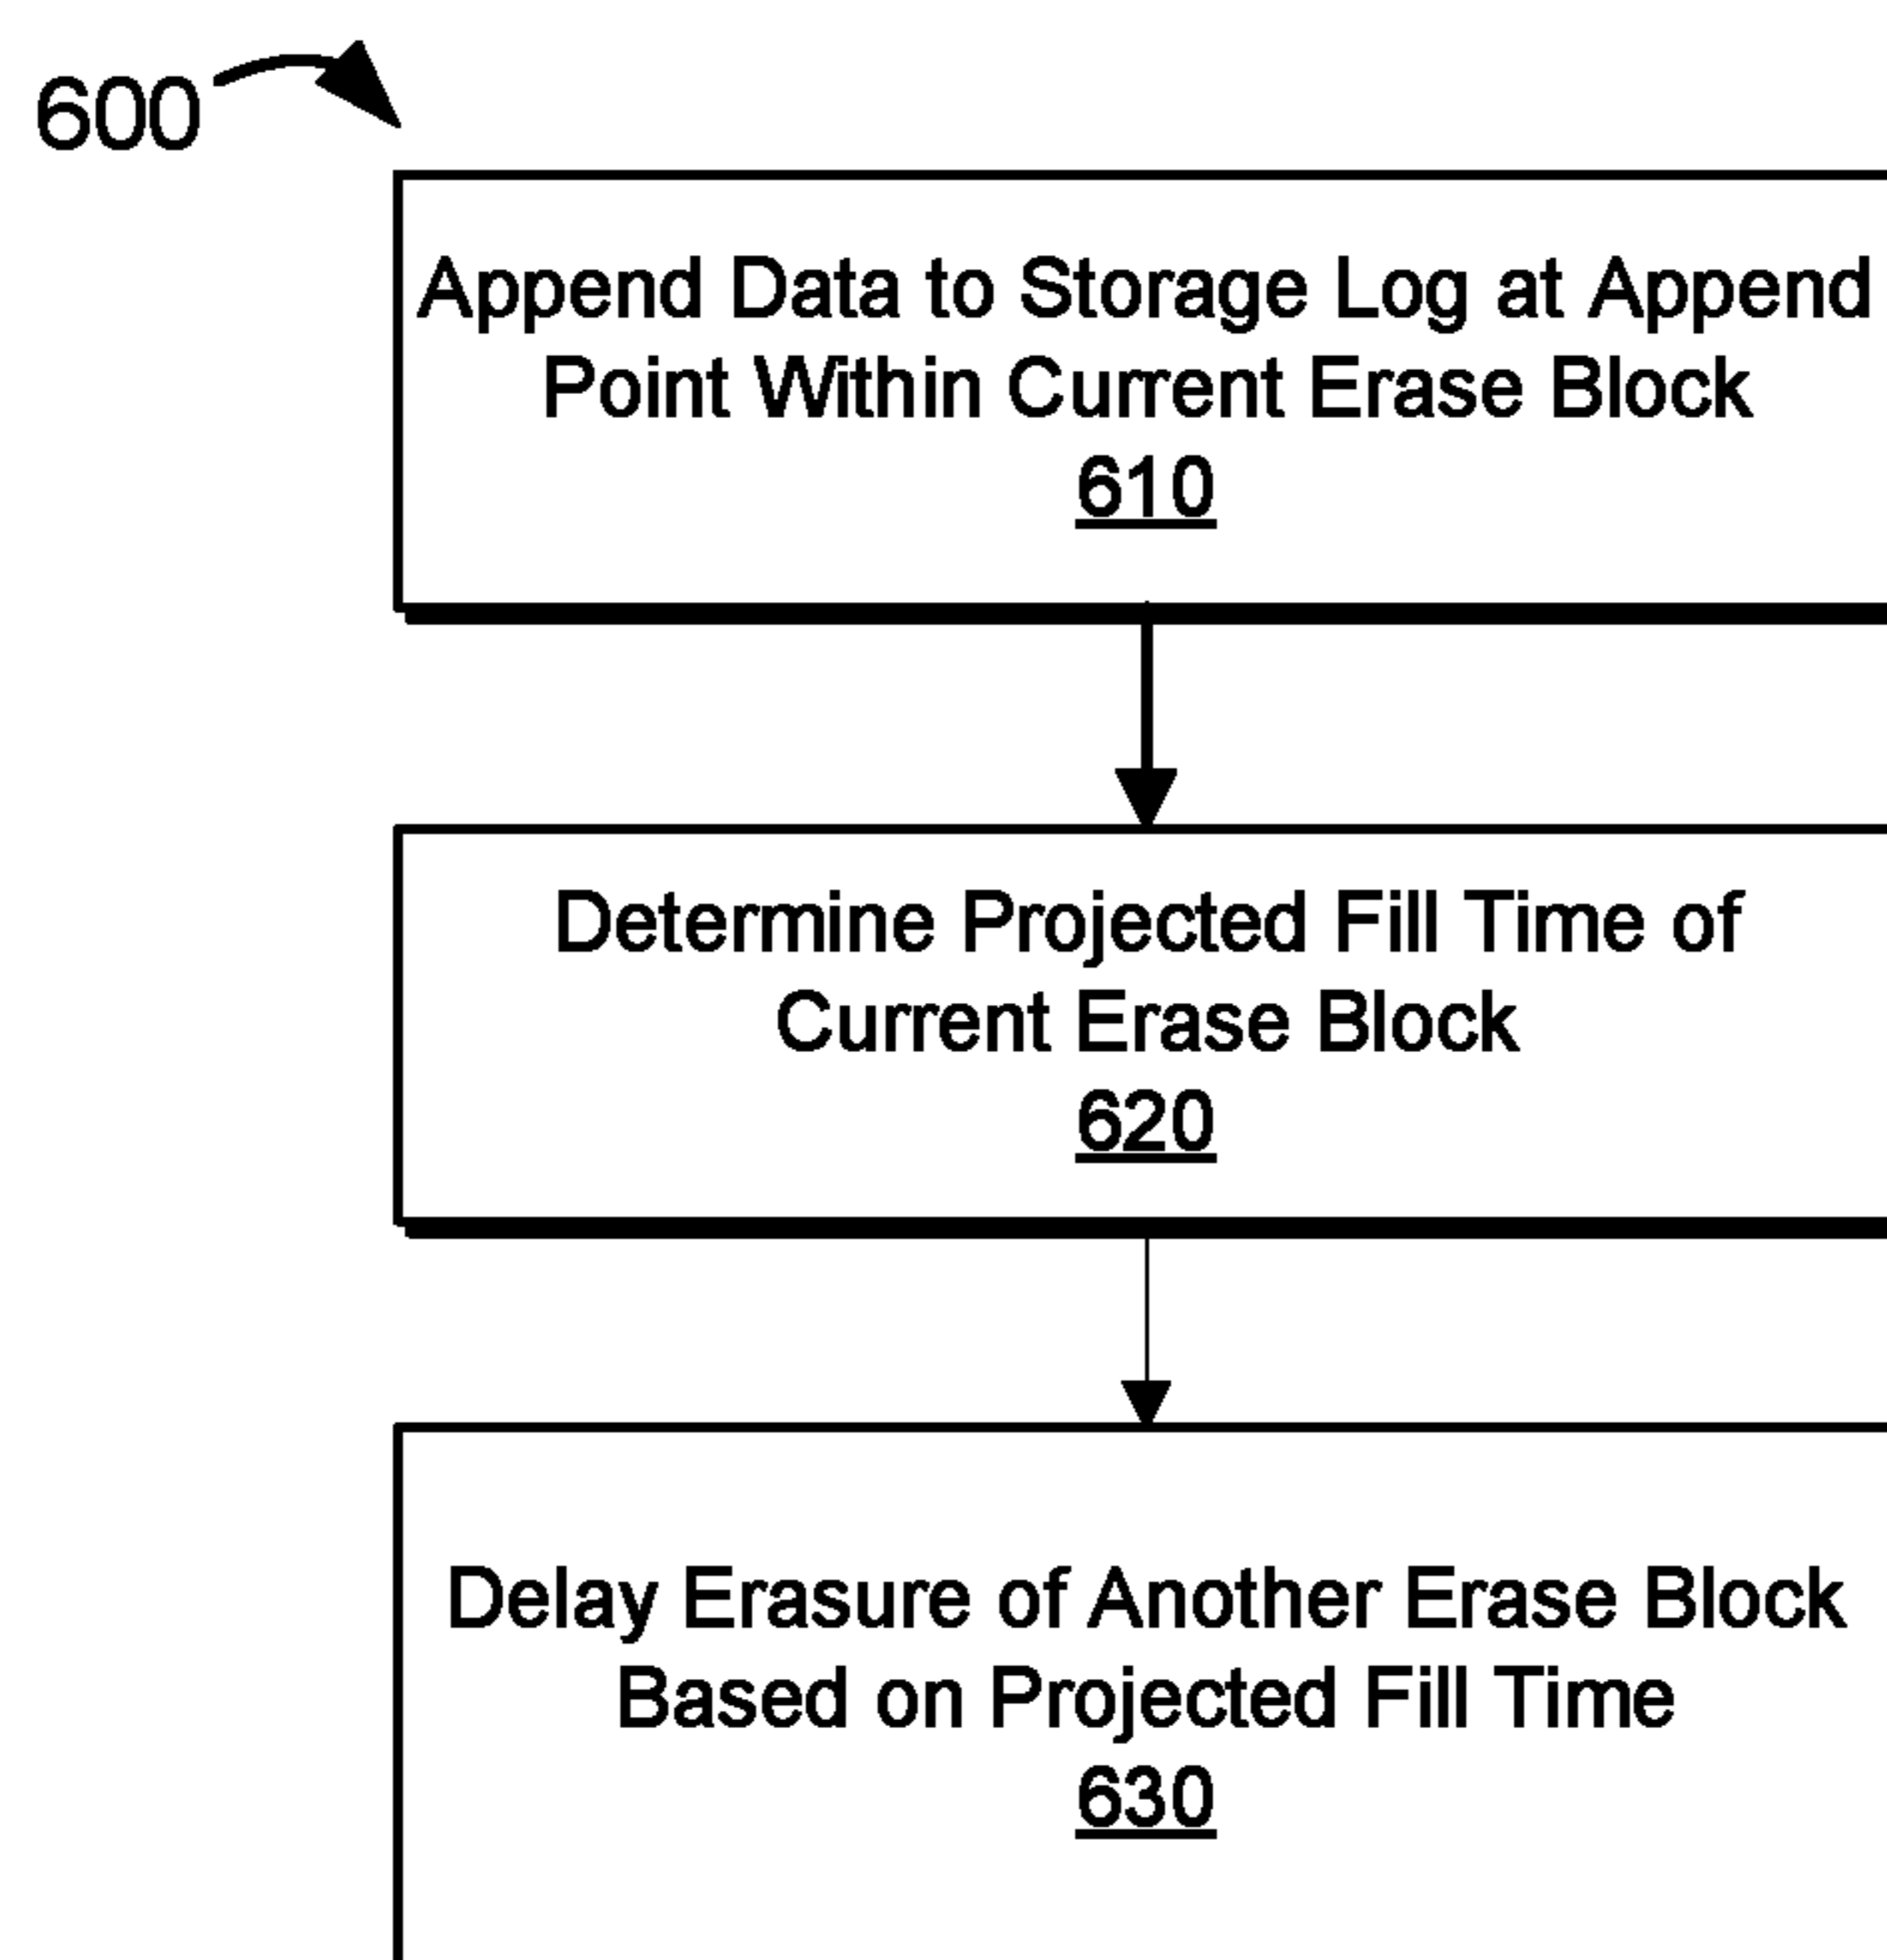 600
Append Data to Storage Log at Append
Point Within Current Erase Block
610
Determine Projected Fill Time of
Current Erase Block
620
Delay Erasure of Another Erase Block
Based on Projected Fill Time
630